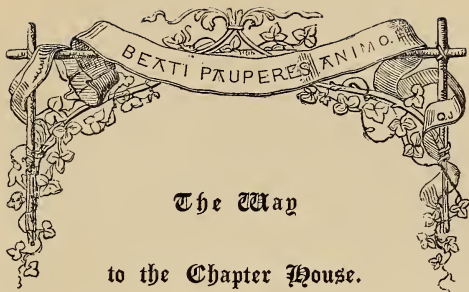 BEATI PAUPERES ANIMO.
O.J
The Way
to the Chapter House.